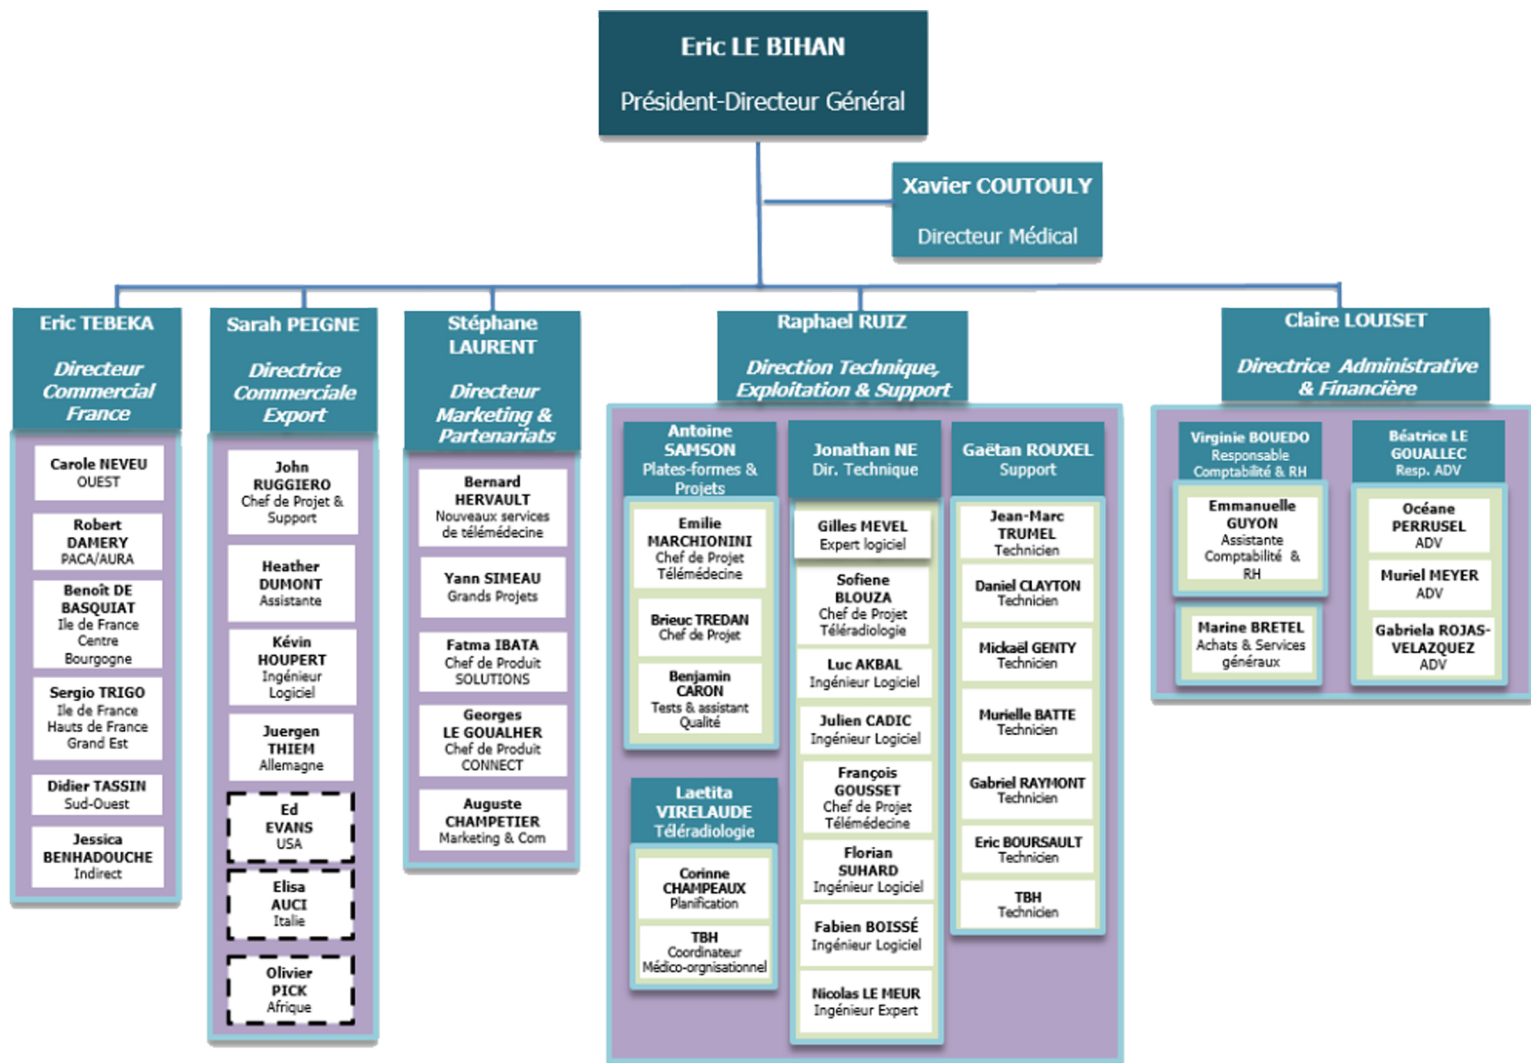 Eric LE BIHAN
Président-Directeur Général
Xavier COUTOULY
Directeur Médical
Eric TEBEKA
Directeur
Commercial
France
Carole NEVEU
OUEST
Robert
DAMERY
PACA/AURA
Benoît DE
BASQUIAT
Ile de France
Centre
Bourgogne
Sergio TRIGO
Ile de France
Hauts de France
Grand Est
Didier TASSIN
Sud-Ouest
Jessica
BENHADOUCHE
Indirect
Sarah PEIGNE
Directrice
Commerciale
Export
John
RUGGIERO
Chef de Projet &
Support
Heather
DUMONT
Assistante
Kévin
HOUPERT
Ingénieur
Logiciel
Juergen
THIEM
Allemagne
Ed
EVANS
USA
Elisa
AUCI
Italie
Olivier
PICK
Afrique
Stéphane
LAURENT
Directeur
Marketing &
Partenariats
Bernard
HERVAULT
Nouveaux services
de télémédecine
Yann SIMEAU
Grands Projets
Fatma IBATA
Chef de Produit
SOLUTIONS
Georges
LE GOUALHER
Chef de Produit
CONNECT
Auguste
CHAMPETIER
Marketing & Com
Raphael RUIZ
Direction Technique,
Exploitation & Support
Antoine
SAMSON
Plates-formes &
Projets
Emilie
MARCHIONINI
Chef de Projet
Télémédecine
Brieuc TREDAN
Chef de Projet
Benjamin
CARON
Tests & assistant
Qualité
Laetita
VIRELAUDE
Téléradiologie
Corinne
CHAMPEAUX
Planification
TBH
Coordinateur
Médico-orgnisationnel
Jonathan NE
Dir. Technique
Gilles MEVEL
Expert logiciel
Sofiene
BLOUZA
Chef de Projet
Téléradiologie
Luc AKBAL
Ingénieur Logiciel
Julien CADIC
Ingénieur Logiciel
François
GOUSSET
Chef de Projet
Télémédecine
Florian
SUHARD
Ingénieur Logiciel
Fabien BOISSÉ
Ingénieur Logiciel
Nicolas LE MEUR
Ingénieur Expert
Gaëtan ROUXEL
Support
Jean-Marc
TRUMEL
Technicien
Daniel CLAYTON
Technicien
Mickaël GENTY
Technicien
Murielle BATTE
Technicien
Gabriel RAYMONT
Technicien
Eric BOURSAULT
Technicien
TBH
Technicien
Claire LOUISET
Directrice Administrative
& Financière
Virginie BOUEDO
Responsable
Comptabilité & RH
Emmanuelle
GUYON
Assistante
Comptabilité &
RH
Marine BRETEL
Achats & Services
généraux
Béatrice LE
GOUALLEC
Resp. ADV
Océane
PERRUSEL
ADV
Muriel MEYER
ADV
Gabriela ROJAS-
VELAZQUEZ
ADV